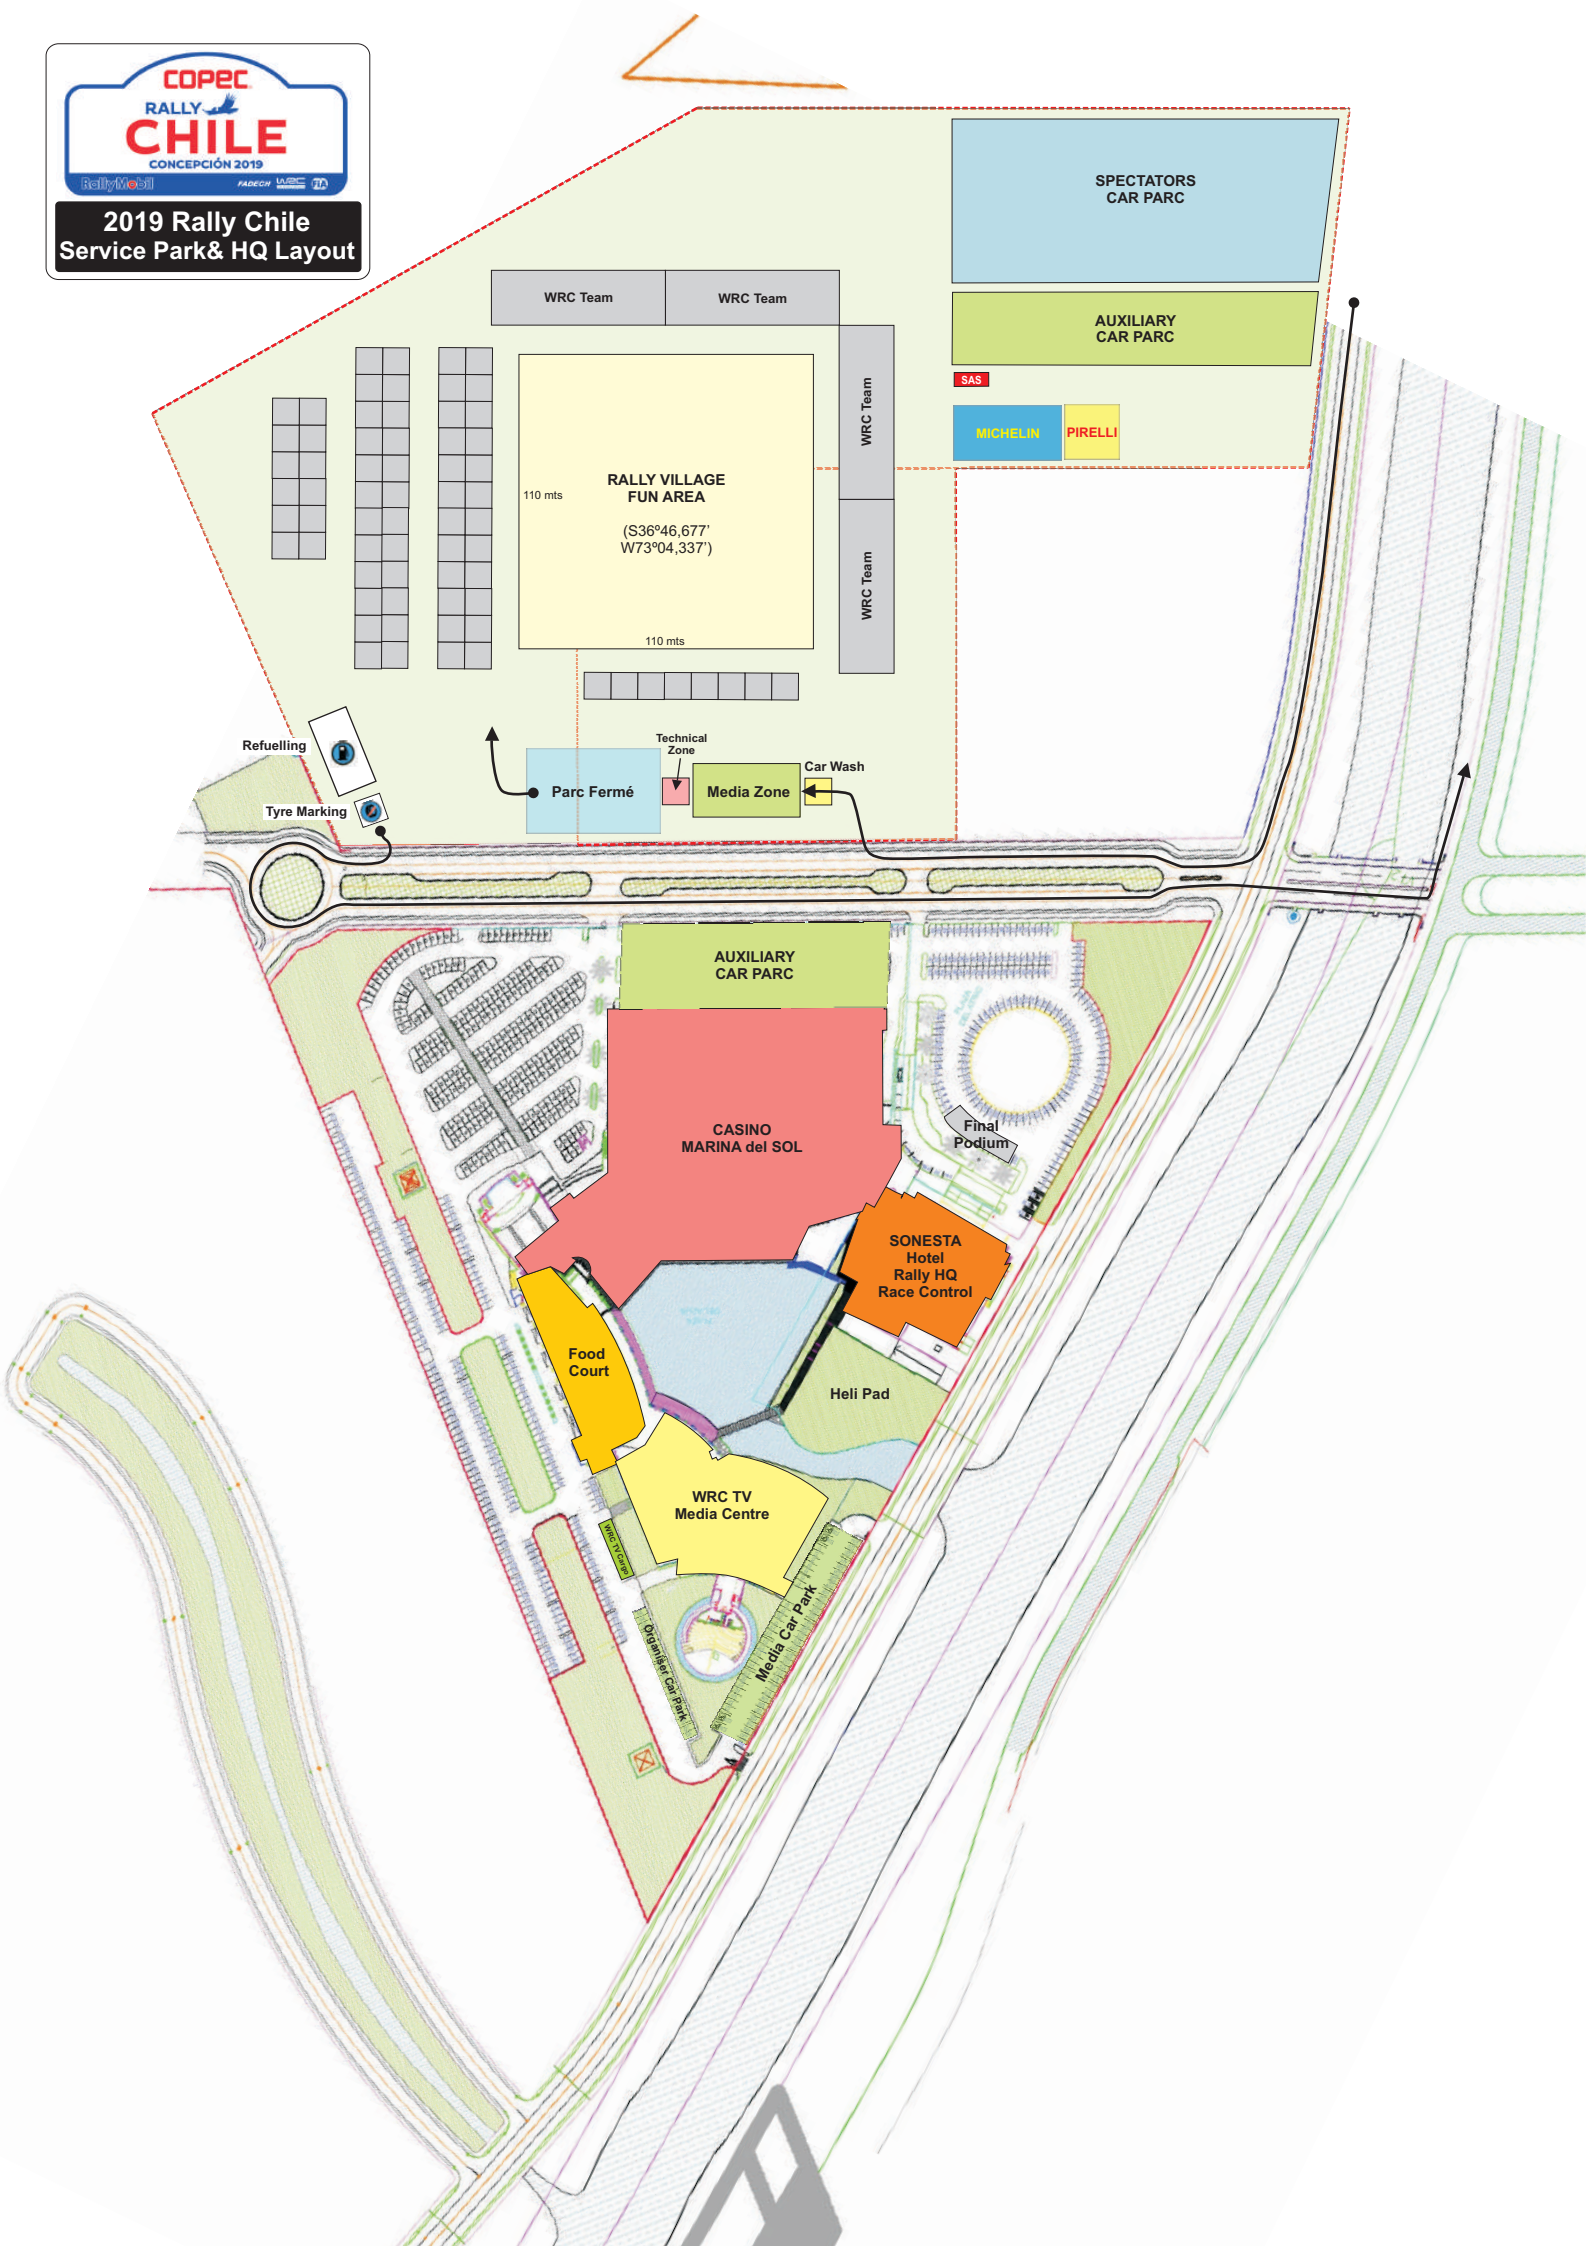 COPEC
RALLY
CHILE
CONCEPCIÓN 2019
RallyMobil
FADECH WRC FIA
2019 Rally Chile
Service Park& HQ Layout
SPECTATORS
CAR PARC
AUXILIARY
CAR PARC
SAS
MICHELIN
PIRELLI
WRC Team
WRC Team
WRC Team
WRC Team
RALLY VILLAGE
FUN AREA
(S36º46,677'
W73º04,337')
110 mts
110 mts
Refuelling
Tyre Marking
Parc Fermé
Technical
Zone
Media Zone
Car Wash
AUXILIARY
CAR PARC
CASINO
MARINA del SOL
Final
Podium
SONESTA
Hotel
Rally HQ
Race Control
Food
Court
Heli Pad
WRC TV
Media Centre
WRC TV Cargo
Organiser Car Park
Media Car Park